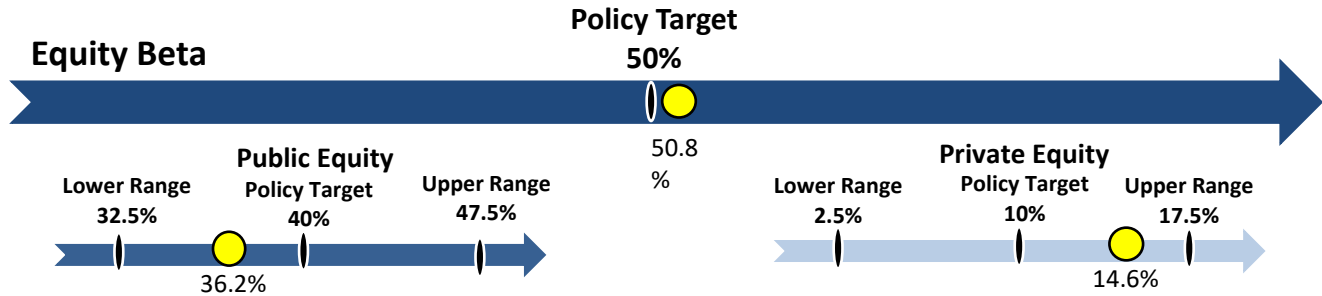 Policy Target
50%
Equity Beta
50.8
%
Public Equity
Lower Range
32.5%
Policy Target
40%
Upper Range
47.5%
36.2%
Private Equity
Lower Range
2.5%
Policy Target
10%
Upper Range
17.5%
14.6%